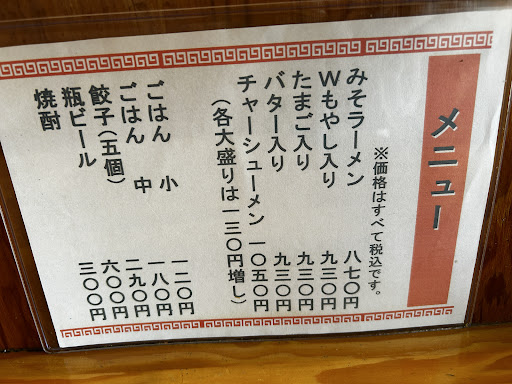 メニュー
※価格はすべて税込です。
みそラーメン 八七〇円
Wもやし入り 九三〇円
たまご入り 九三〇円
バター入り 九三〇円
チャーシューメン 一〇五〇円
（各大盛りは一三〇円増し）
ごはん 小 一二〇円
ごはん 中 一八〇円
餃子（五個） 二九〇円
瓶ビール 六〇〇円
焼酎 三〇〇円